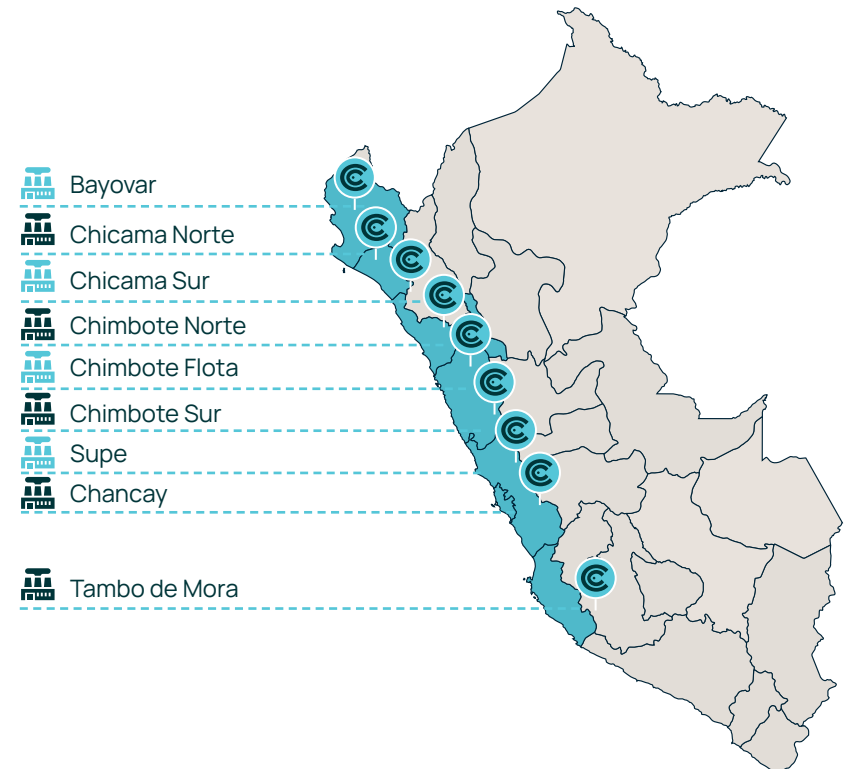 Bayovar
Chicama Norte
Chicama Sur
Chimbote Norte
Chimbote Flota
Chimbote Sur
Supe
Chancay
Tambo de Mora